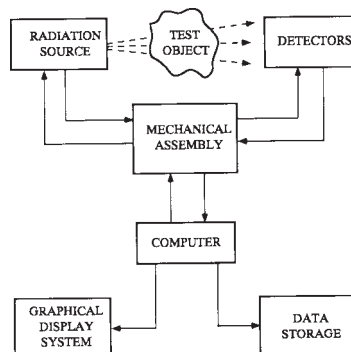 RADIATION
SOURCE
TEST
OBJECT
DETECTORS
MECHANICAL
ASSEMBLY
COMPUTER
GRAPHICAL
DISPLAY
SYSTEM
DATA
STORAGE